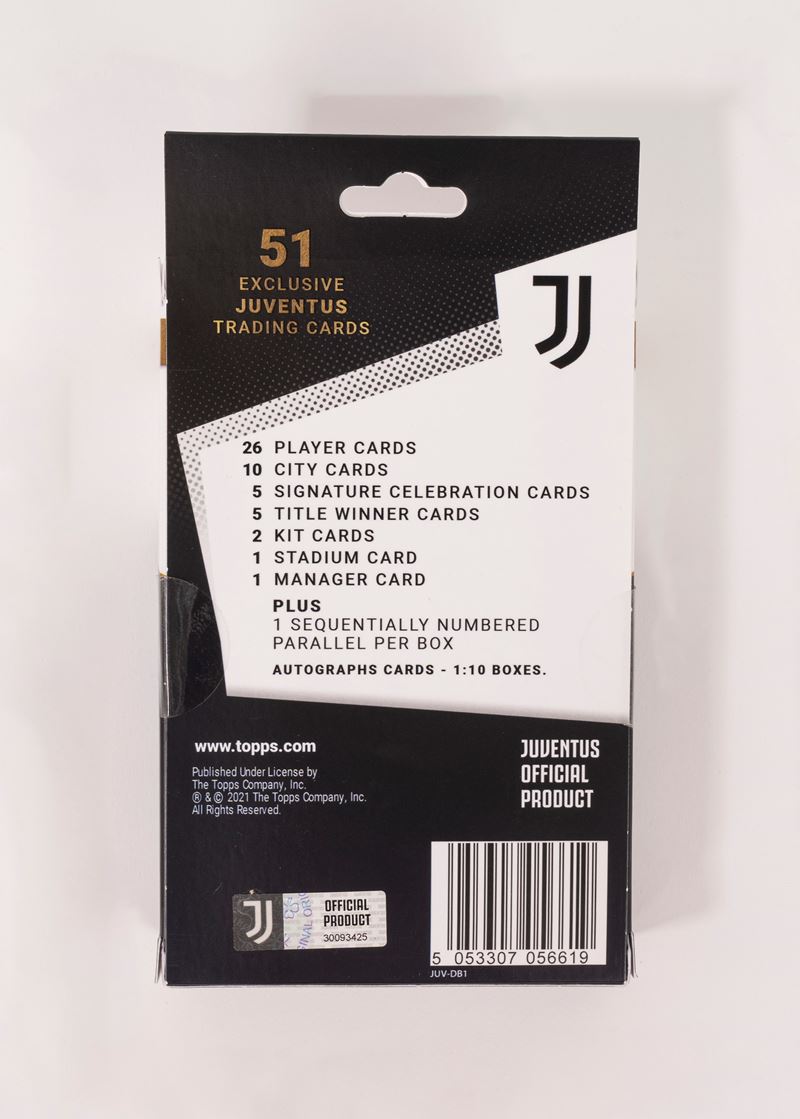 51
EXCLUSIVE
JUVENTUS
TRADING CARDS
26 PLAYER CARDS
10 CITY CARDS
5 SIGNATURE CELEBRATION CARDS
5 TITLE WINNER CARDS
2 KIT CARDS
1 STADIUM CARD
1 MANAGER CARD
PLUS
1 SEQUENTIALLY NUMBERED
PARALLEL PER BOX
AUTOGRAPHS CARDS - 1:10 BOXES.
www.topps.com
Published Under License by
The Topps Company, Inc.
® & © 2021 The Topps Company, Inc.
All Rights Reserved.
JUVENTUS
OFFICIAL
PRODUCT
OFFICIAL
PRODUCT
30093425
5 053307 056619
JUV-DB1